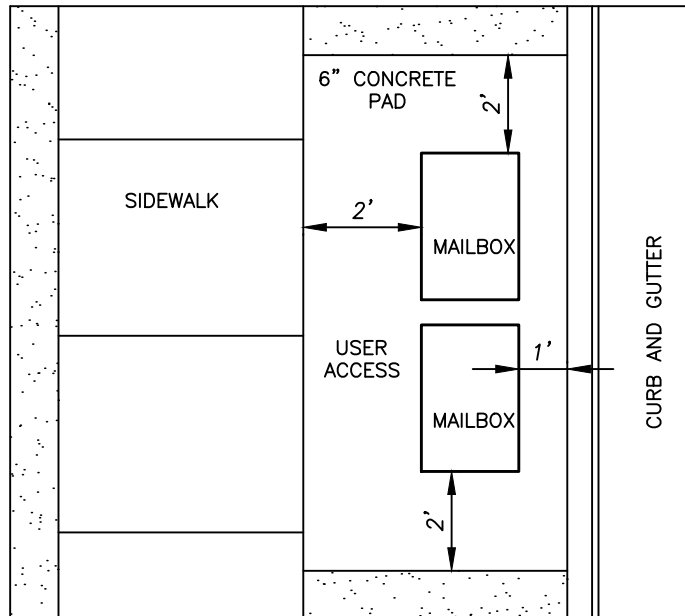 6” CONCRETE
PAD
2'
SIDEWALK
2'
MAILBOX
USER
ACCESS
1'
MAILBOX
2'
CURB AND GUTTER